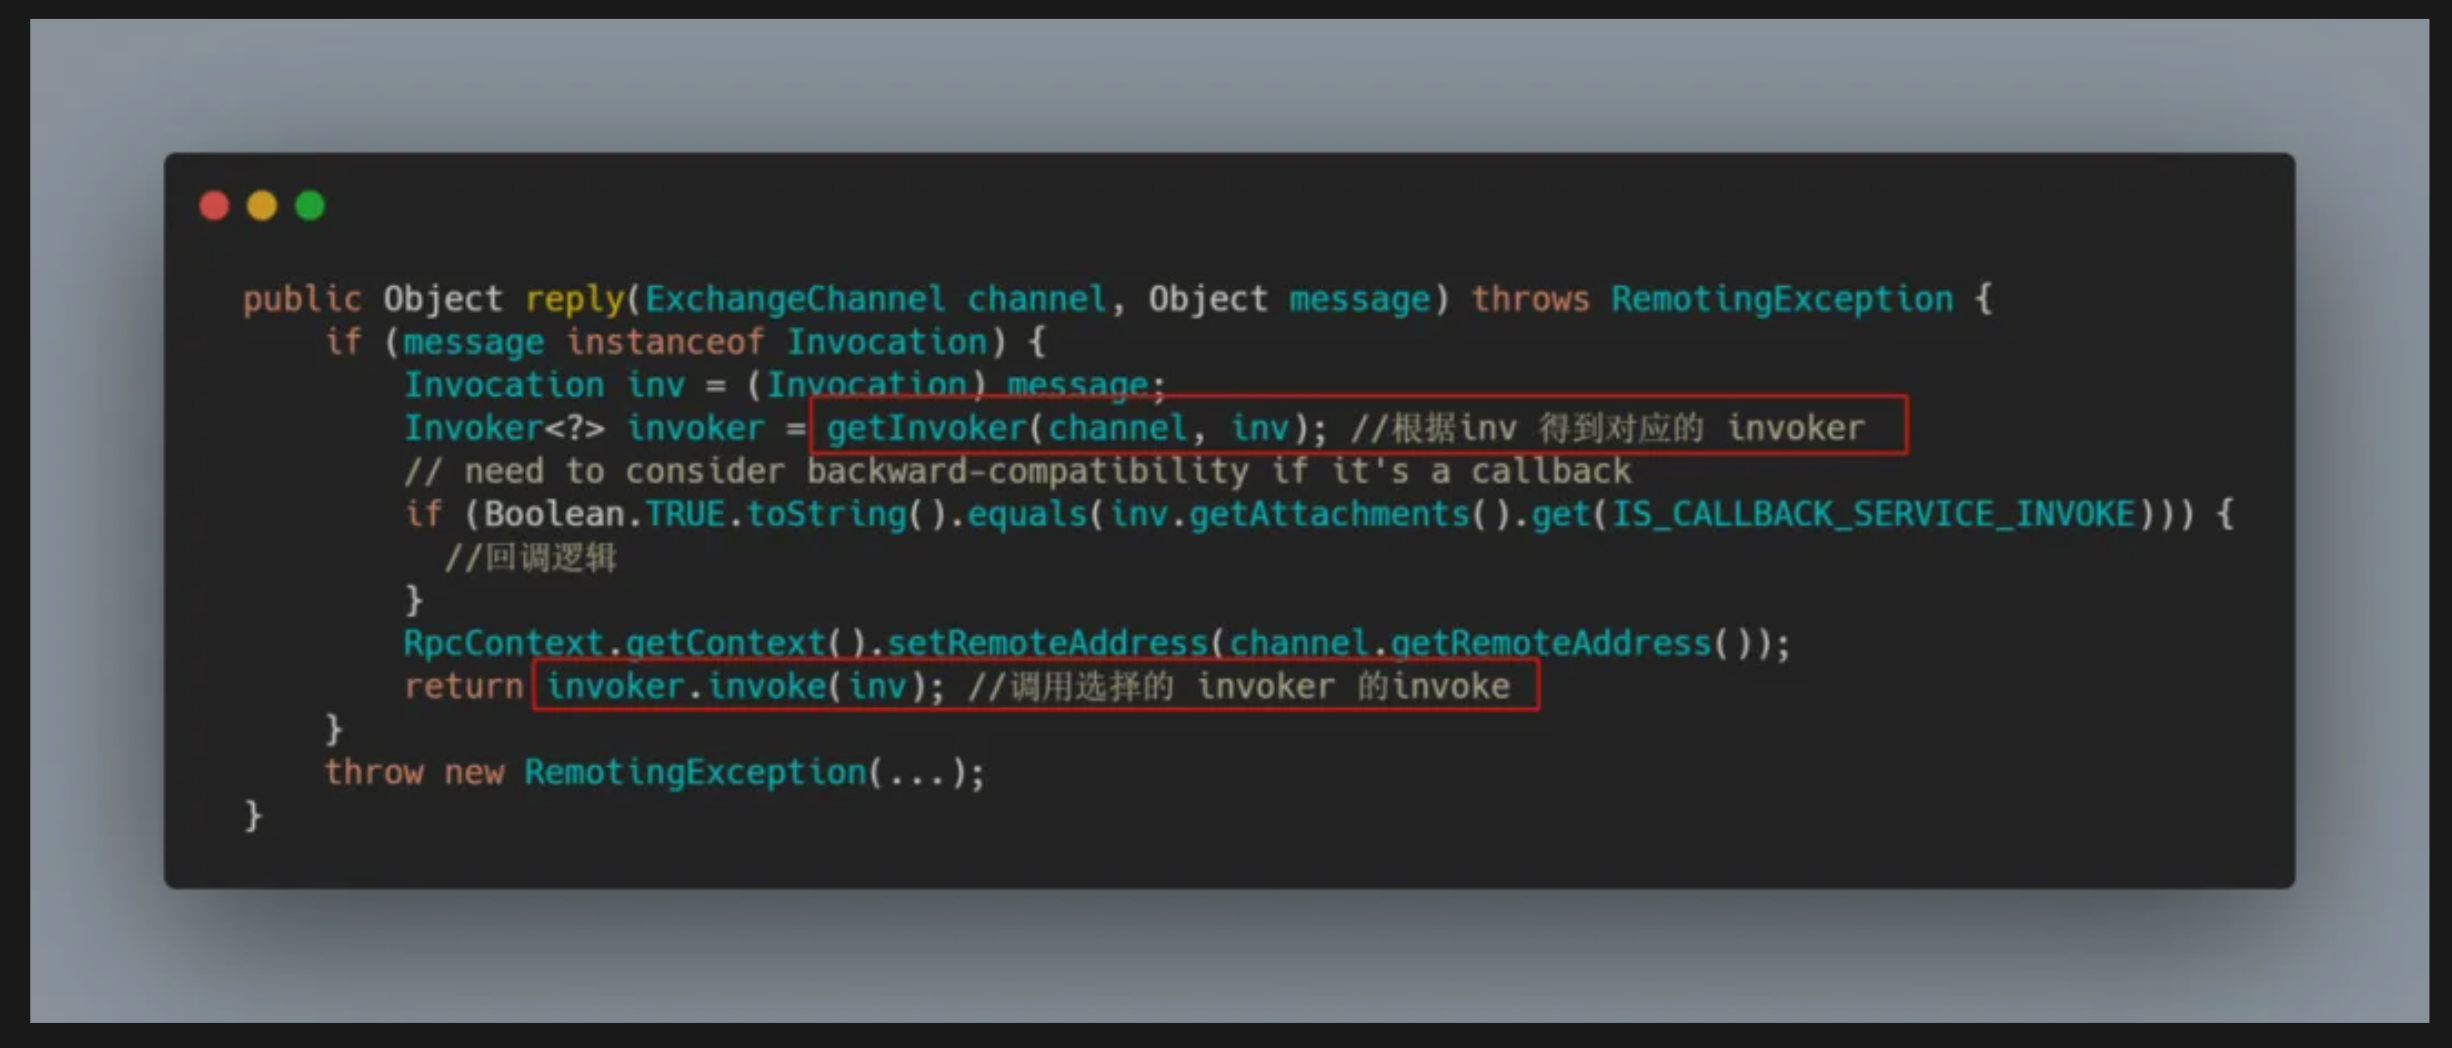 public Object reply(ExchangeChannel channel, Object message) throws RemotingException {
if (message instanceof Invocation) {
Invocation inv = (Invocation) message;
Invoker<?> invoker = getInvoker(channel, inv); //根据inv 得到对应的 invoker
// need to consider backward-compatibility if it's a callback
if (Boolean.TRUE.toString().equals(inv.getAttachments().get(IS_CALLBACK_SERVICE_INVOKE))) {
//回调逻辑
}
RpcContext.getContext().setRemoteAddress(channel.getRemoteAddress());
return invoker.invoke(inv); //调用选择的 invoker 的invoke
}
throw new RemotingException(...);
}